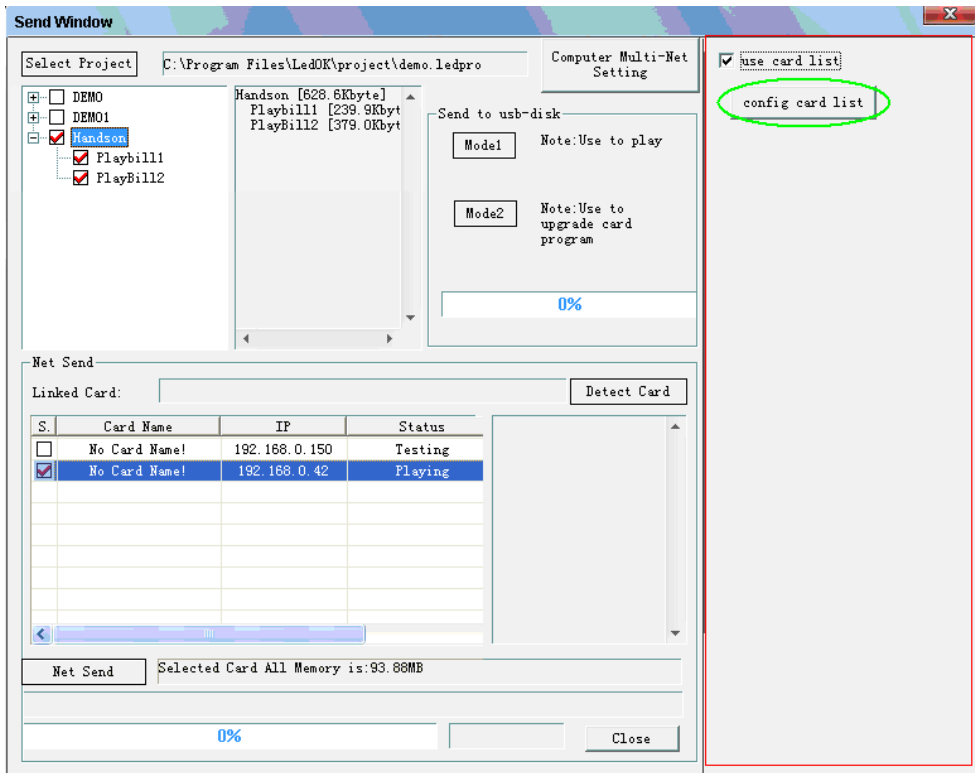 Send Window
Select Project
C:\Program Files\LedOK\project\demo.ledpro
Computer Multi-Net
Setting
use card list
config card list
DEMO
DEMO1
Handson
Playbill1
PlayBill2
Handson [628.6Kbyte]
Playbill1 [239.9Kbyt
PlayBill2 [379.0Kbyt
Send to usb-disk
Mode1
Note:Use to play
Mode2
Note:Use to
upgrade card
program
0%
Net Send
Linked Card:
Detect Card
S. Card Name IP Status
No Card Name! 192.168.0.150 Testing
No Card Name! 192.168.0.42 Playing
Net Send
Selected Card All Memory is:93.88MB
0%
Close